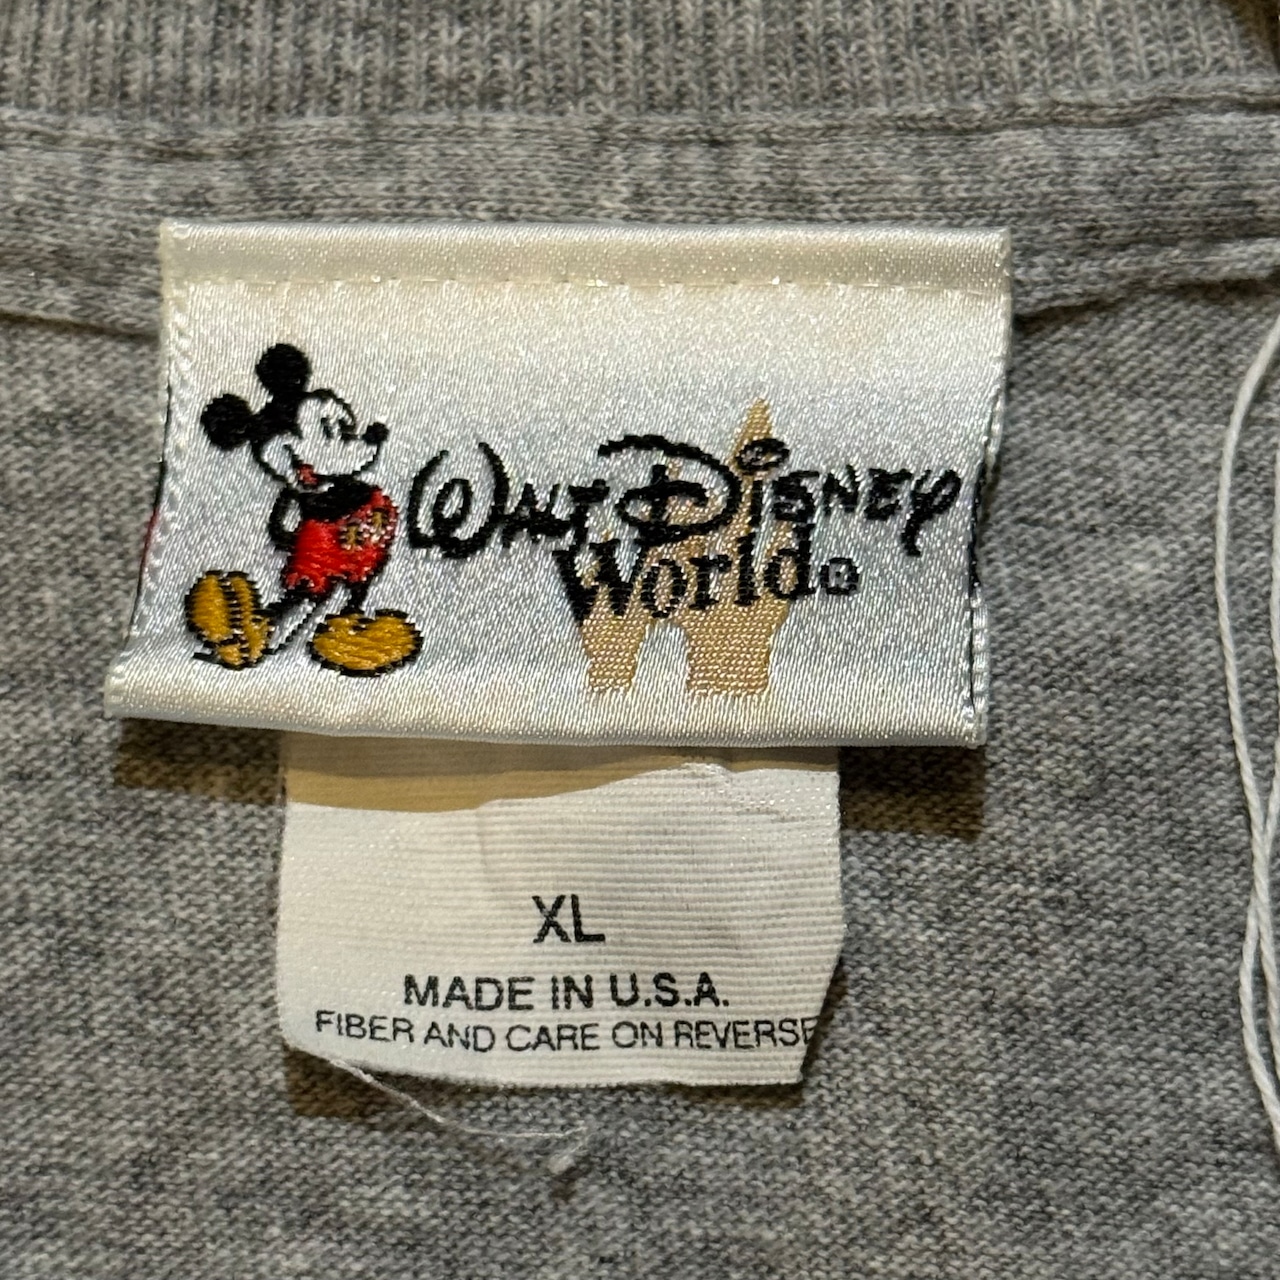 Walt Disney
World®
XL
MADE IN U.S.A.
FIBER AND CARE ON REVERSE